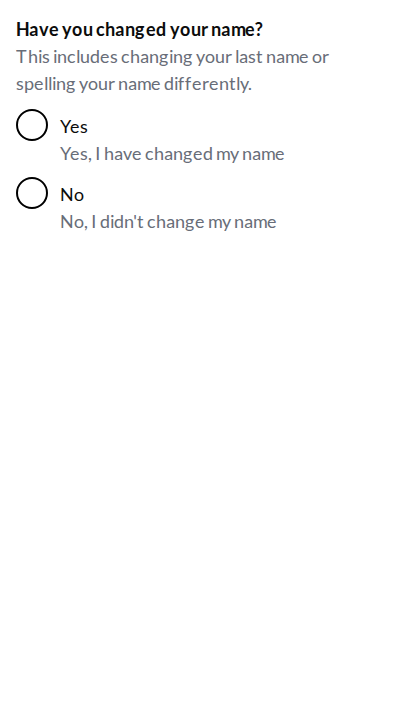 Have you changed your name?
This includes changing your last name or
spelling your name differently.
Yes
Yes, I have changed my name
No
No, I didn't change my name